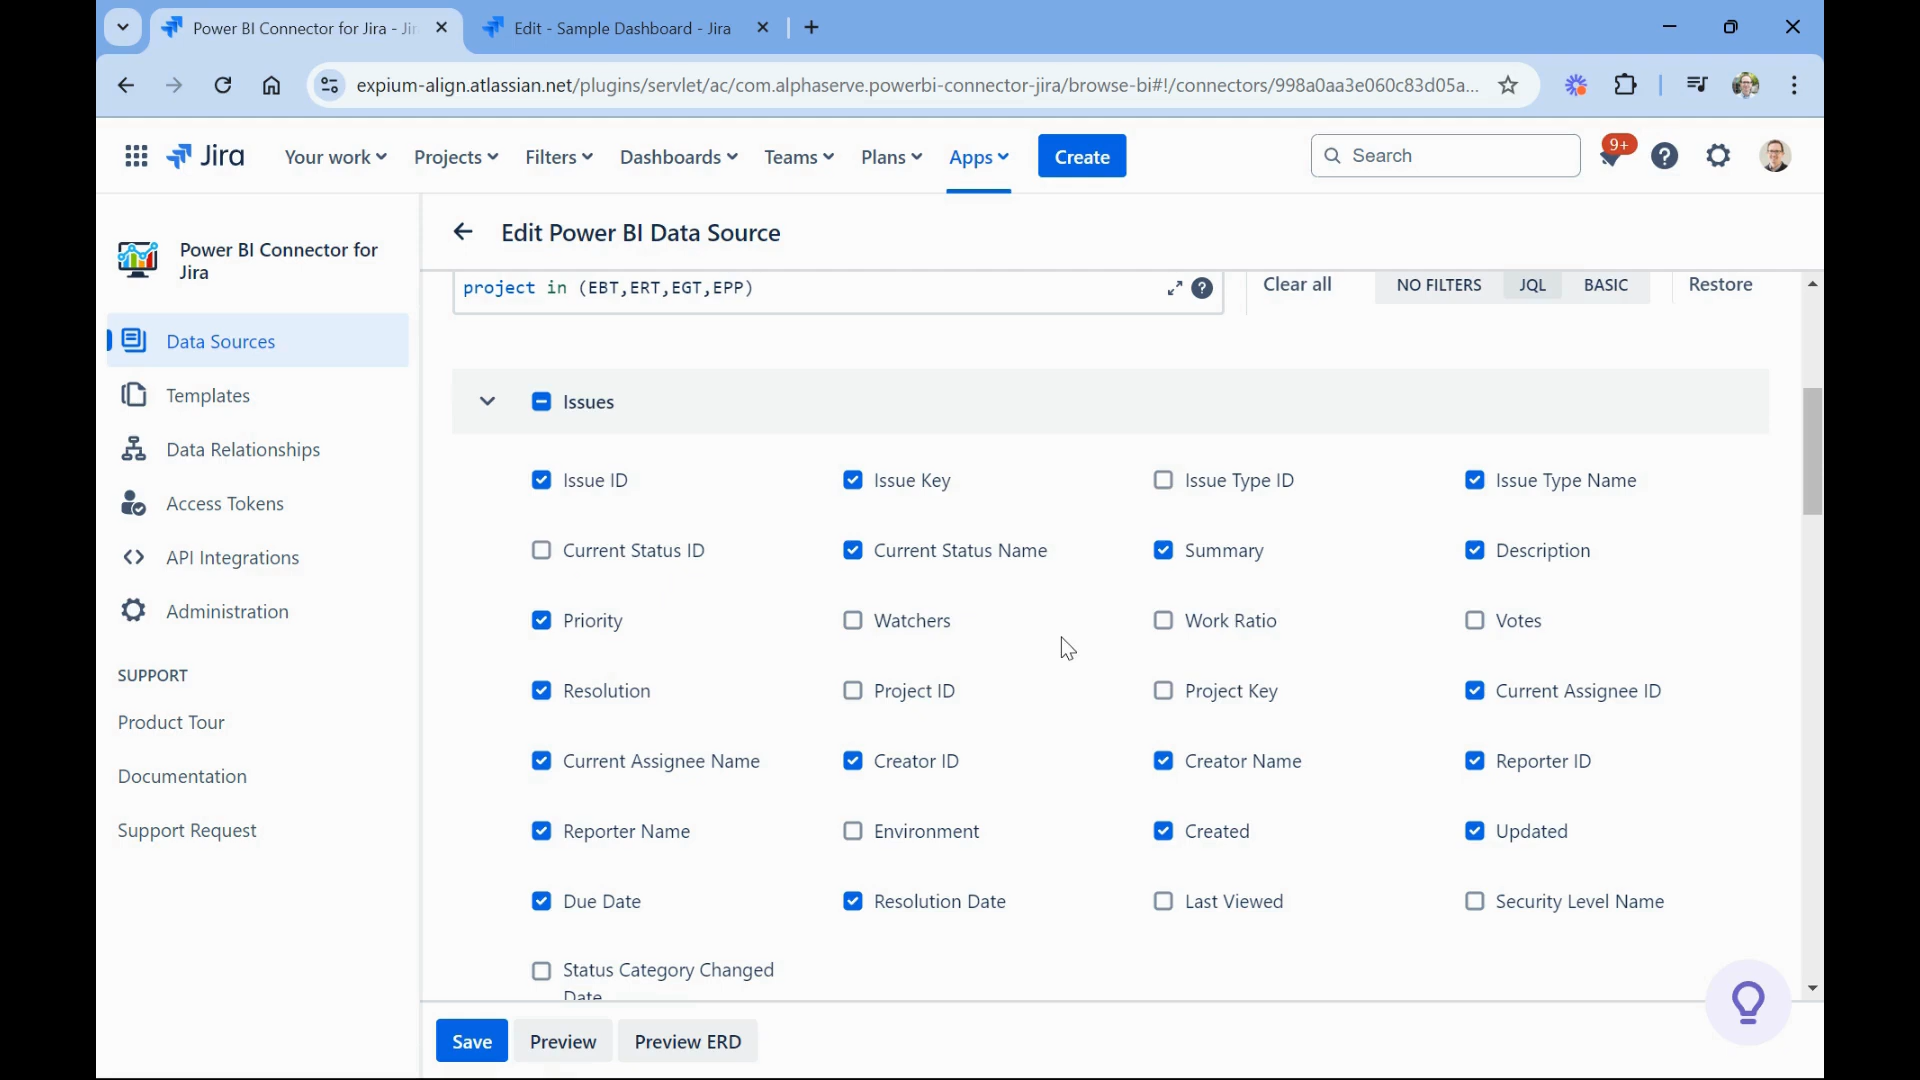 Power BI Connector for Jira - Jir
Edit - Sample Dashboard - Jira
expium-align.atlassian.net/plugins/servlet/ac/com.alphaserve.powerbi-connector-jira/browse-bi#!/connectors/998a0aa3e060c83d05a...
Jira
Your work
Projects
Filters
Dashboards
Teams
Plans
Apps
Create
Search
9+
Power BI Connector for
Jira
Data Sources
Templates
Data Relationships
Access Tokens
API Integrations
Administration
SUPPORT
Product Tour
Documentation
Support Request
Edit Power BI Data Source
project in (EBT,ERT,EGT,EPP)
Clear all
NO FILTERS
JQL
BASIC
Restore
Issues
Issue ID
Issue Key
Issue Type ID
Issue Type Name
Current Status ID
Current Status Name
Summary
Description
Priority
Watchers
Work Ratio
Votes
Resolution
Project ID
Project Key
Current Assignee ID
Current Assignee Name
Creator ID
Creator Name
Reporter ID
Reporter Name
Environment
Created
Updated
Due Date
Resolution Date
Last Viewed
Security Level Name
Status Category Changed
Date
Save
Preview
Preview ERD